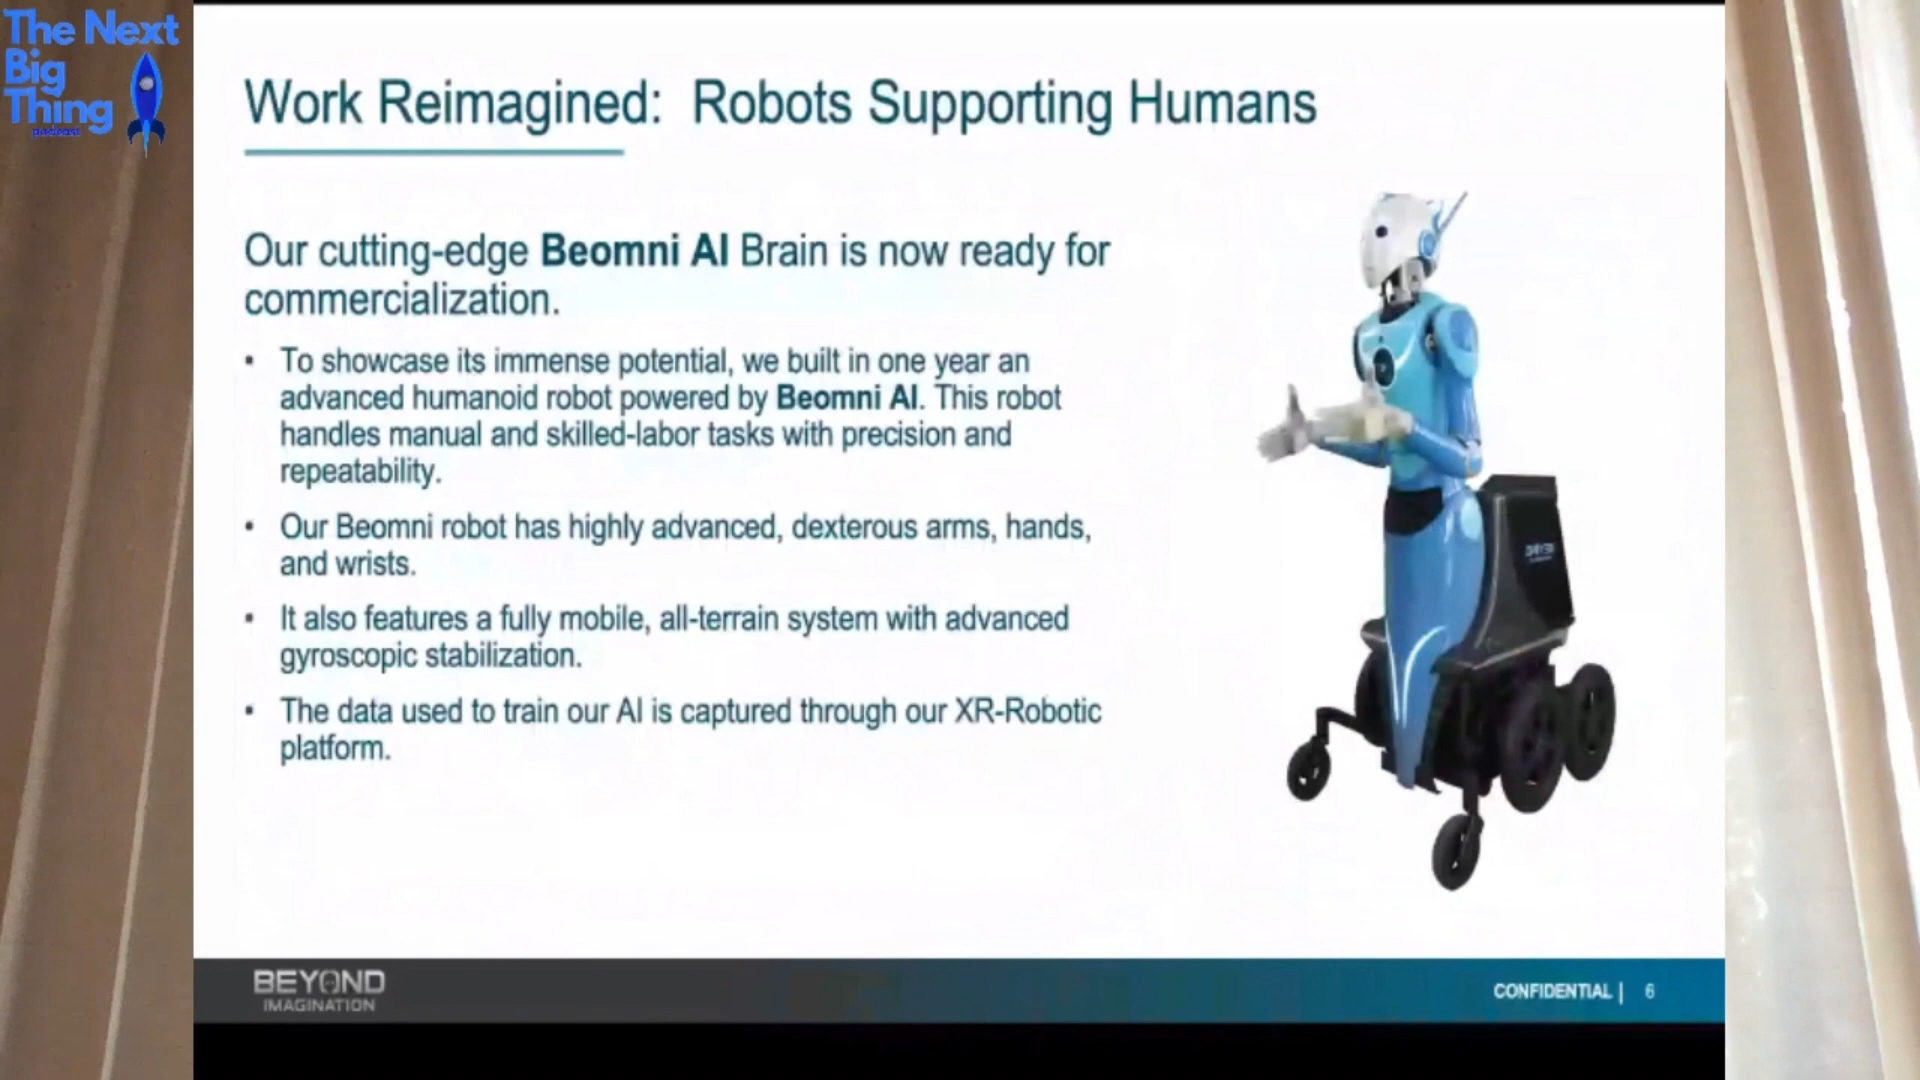 The Next
Big
Thing
podcast
Work Reimagined: Robots Supporting Humans
Our cutting-edge Beomni AI Brain is now ready for
commercialization.
• To showcase its immense potential, we built in one year an
advanced humanoid robot powered by Beomni AI. This robot
handles manual and skilled-labor tasks with precision and
repeatability.
• Our Beomni robot has highly advanced, dexterous arms, hands,
and wrists.
• It also features a fully mobile, all-terrain system with advanced
gyroscopic stabilization.
• The data used to train our AI is captured through our XR-Robotic
platform.
BEYOND
IMAGINATION
CONFIDENTIAL | 6